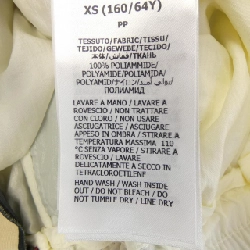 XS (160/64Y)
PP
TESSUTO/FABRIC/TISSU/
TEJIDO/GEWEBE/TECIDO/
100% POLIAMMIDE/
POLYAMIDE/POLIAMIDA/
POLYAMID/POLIAMIDE/
ПОЛИАМИД
LAVARE A MANO / LAVARE A
ROVESCIO / NON TRATTARE
CON CLORO / NON USARE
ASCIUGATRICE / ASCIUGARE
APPESO IN OMBRA / STIRARE A
TEMPERATURA MASSIMA 110
°C SENZA VAPORE / STIRARE A
ROVESCIO / LAVARE
DELICATAMENTE A SECCO IN
TETRACLOROETILENE
HAND WASH / WASH INSIDE
OUT / DO NOT BLEACH / DO
NOT TUMBLE DRY / LINE DRY